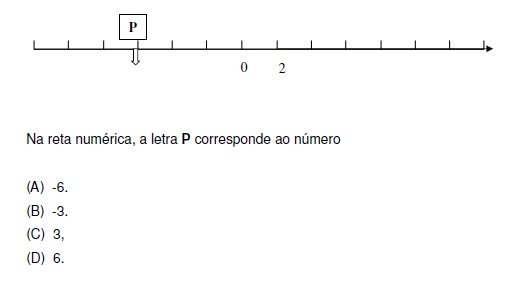 P
0 2
Na reta numérica, a letra P corresponde ao número
(A) -6.
(B) -3.
(C) 3,
(D) 6.